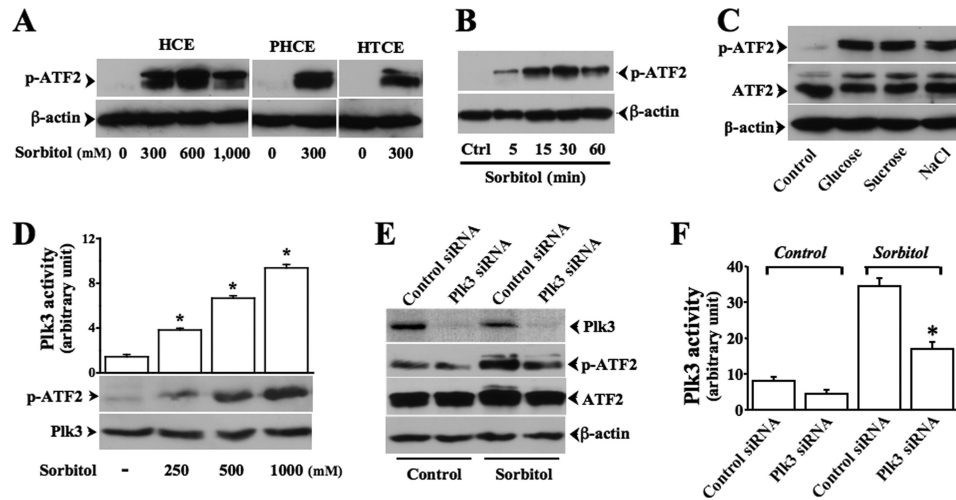 A
HCE PHCE HTCE
p-ATF2
β-actin
Sorbitol (mM) 0 300 600 1,000 0 300 0 300
B
p-ATF2
β-actin
Ctrl 5 15 30 60
Sorbitol (min)
C
p-ATF2
ATF2
β-actin
Control Glucose Sucrose NaCl
D
Plk3 activity
(arbitrary unit)
12
8
4
0
* * *
p-ATF2
Plk3
Sorbitol - 250 500 1000 (mM)
E
Control siRNA Plk3 siRNA Control siRNA Plk3 siRNA
Plk3
p-ATF2
ATF2
β-actin
Control Sorbitol
F
Control Sorbitol
Plk3 activity
(arbitrary unit)
40
30
20
10
0
*
Control siRNA Plk3 siRNA Control siRNA Plk3 siRNA